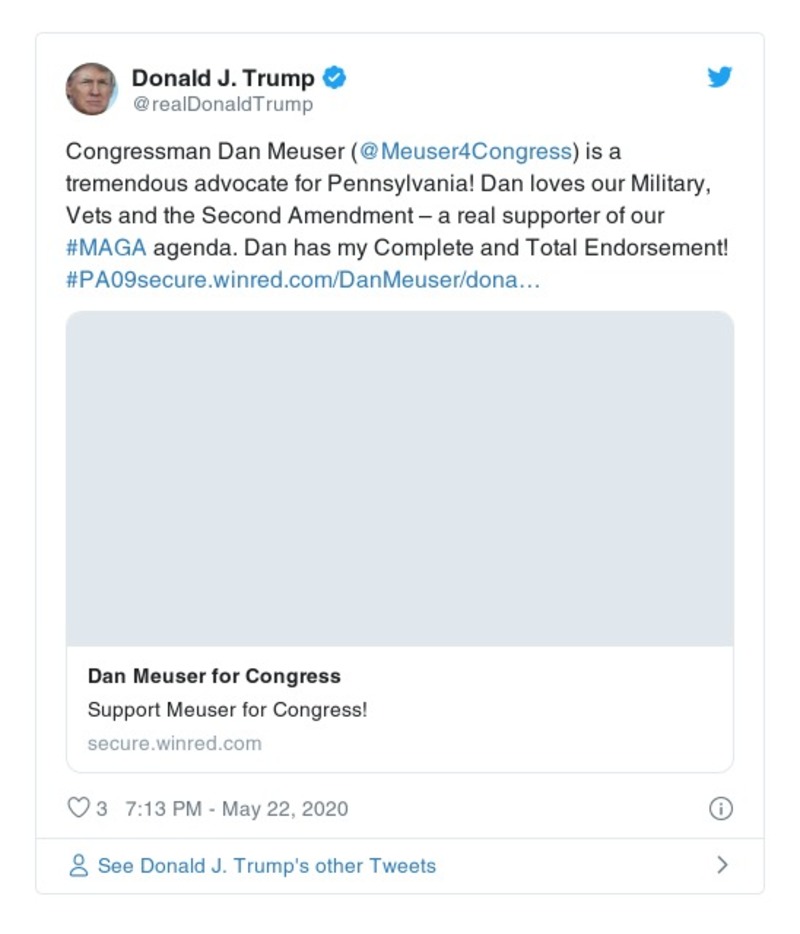 Donald J. Trump
@realDonaldTrump
Congressman Dan Meuser (@Meuser4Congress) is a
tremendous advocate for Pennsylvania! Dan loves our Military,
Vets and the Second Amendment – a real supporter of our
#MAGA agenda. Dan has my Complete and Total Endorsement!
#PA09secure.winred.com/DanMeuser/dona…
Dan Meuser for Congress
Support Meuser for Congress!
secure.winred.com
3 7:13 PM - May 22, 2020
See Donald J. Trump's other Tweets